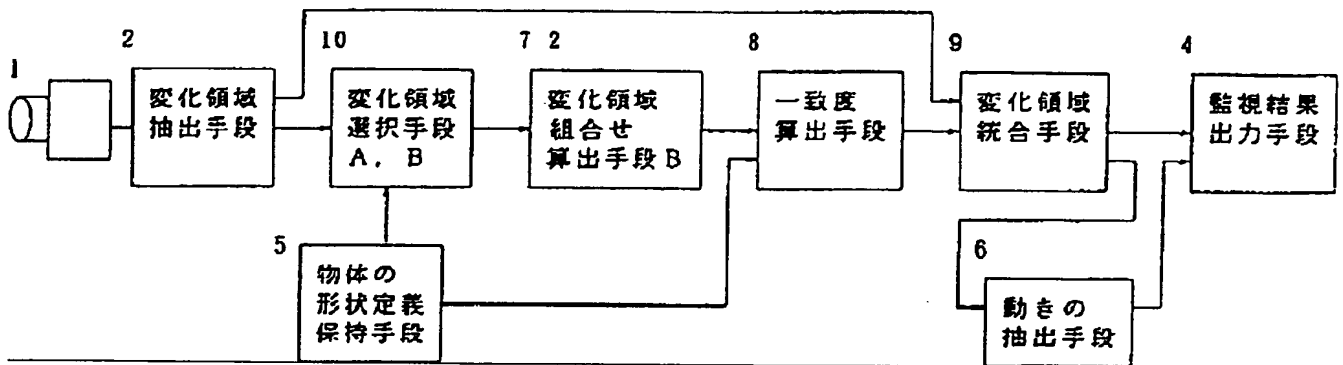 1
2
変化領域
抽出手段
10
変化領域
選択手段
A, B
7 2
変化領域
組合せ
算出手段B
8
一致度
算出手段
9
変化領域
統合手段
4
監視結果
出力手段
5
物体の
形状定義
保持手段
6
動きの
抽出手段